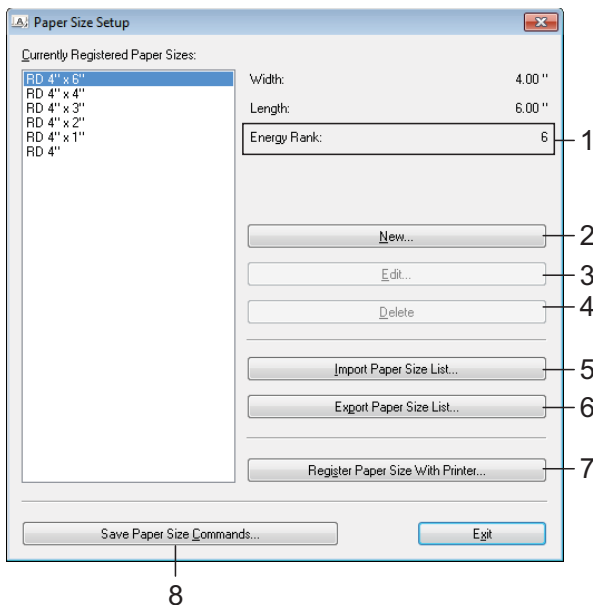 Paper Size Setup
Currently Registered Paper Sizes:
RD 4" x 6"
RD 4" x 4"
RD 4" x 3"
RD 4" x 2"
RD 4" x 1"
RD 4"
Width: 4.00 "
Length: 6.00 "
Energy Rank: 6
1
New...
2
Edit...
3
Delete
4
Import Paper Size List...
5
Export Paper Size List...
6
Register Paper Size With Printer...
7
Save Paper Size Commands...
Exit
8